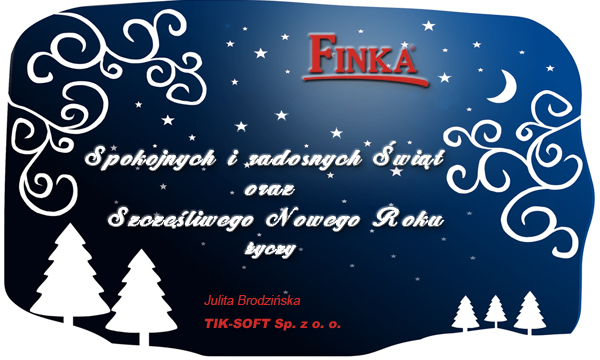 FINKA
Spokojnych i radosnych Świąt
oraz
Szczęśliwego Nowego Roku
życzy
Julita Brodzińska
TIK-SOFT Sp. z o. o.